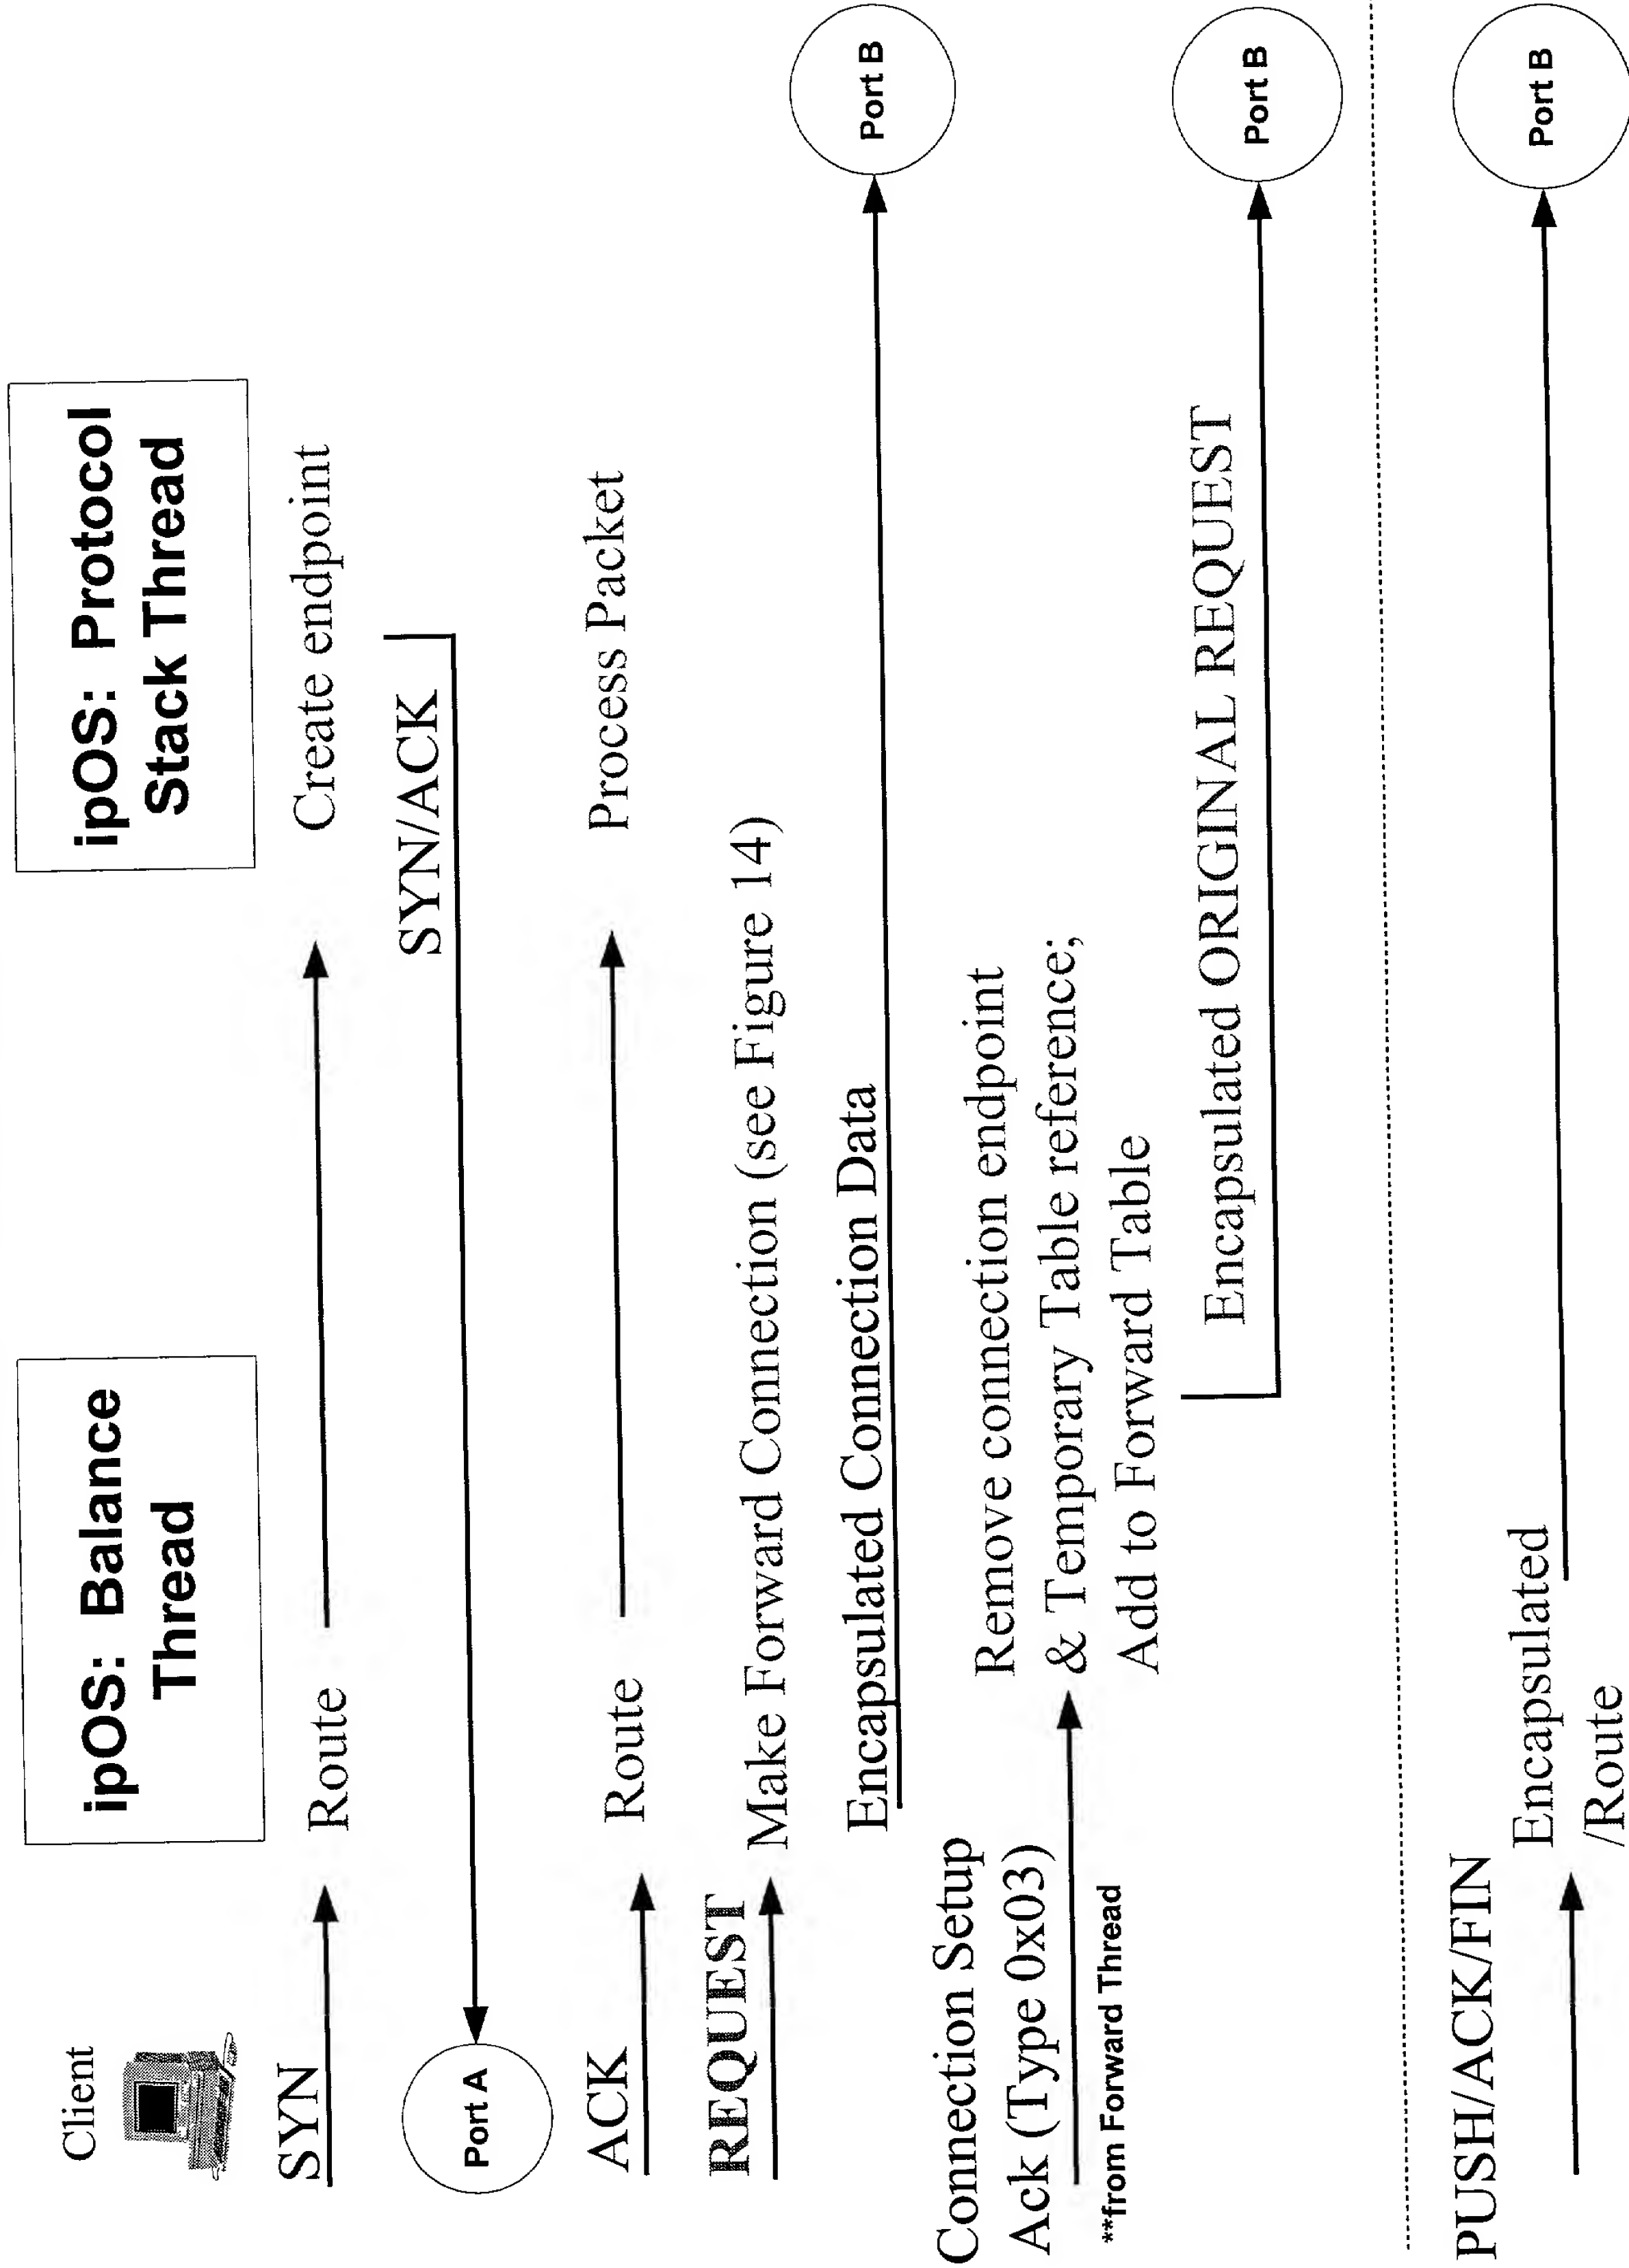 Client
ipOS: Balance
Thread
ipOS: Protocol
Stack Thread
SYN
Route
Create endpoint
SYN/ACK
Port A
ACK
Route
Process Packet
REQUEST
Make Forward Connection (see Figure 14)
Encapsulated Connection Data
Port B
Connection Setup
Ack (Type 0x03)
**from Forward Thread
Remove connection endpoint
& Temporary Table reference;
Add to Forward Table
Encapsulated ORIGINAL REQUEST
Port B
PUSH/ACK/FIN
Encapsulated
/Route
Port B